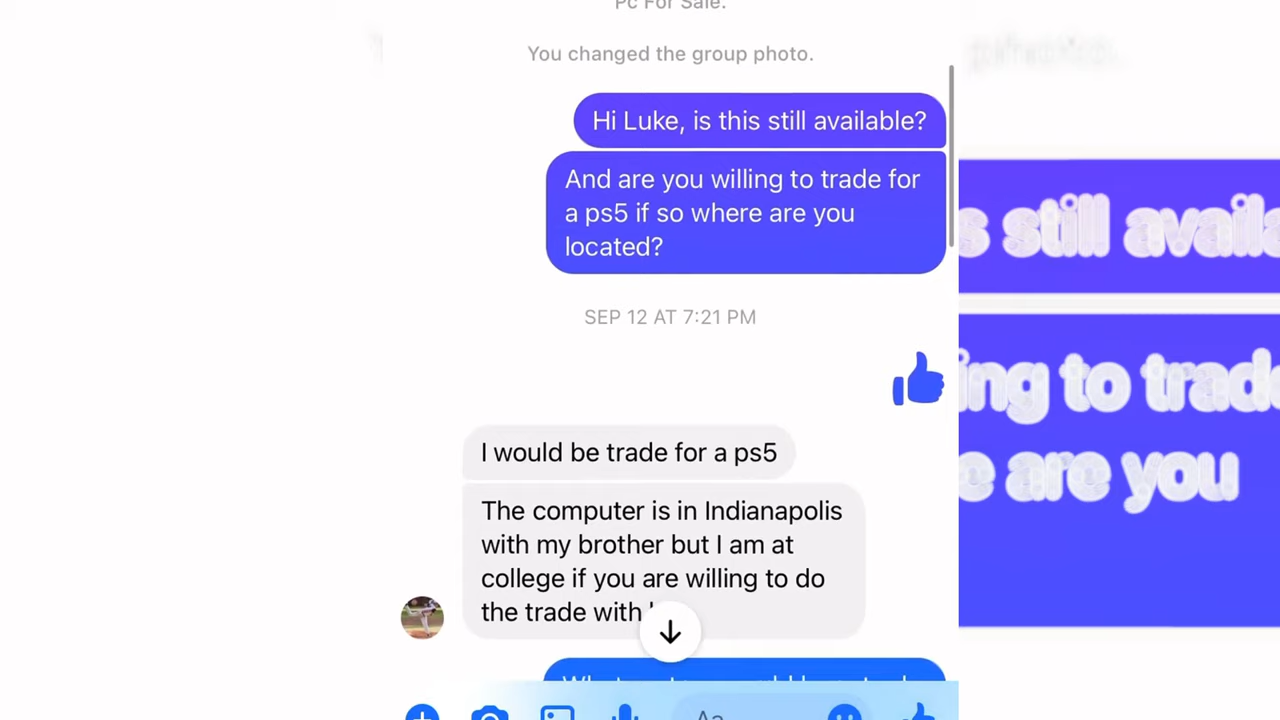 Pc For Sale.
You changed the group photo.
Hi Luke, is this still available?
And are you willing to trade for
a ps5 if so where are you
located?
SEP 12 AT 7:21 PM
I would be trade for a ps5
The computer is in Indianapolis
with my brother but I am at
college if you are willing to do
the trade with
Aa
still
to
are you